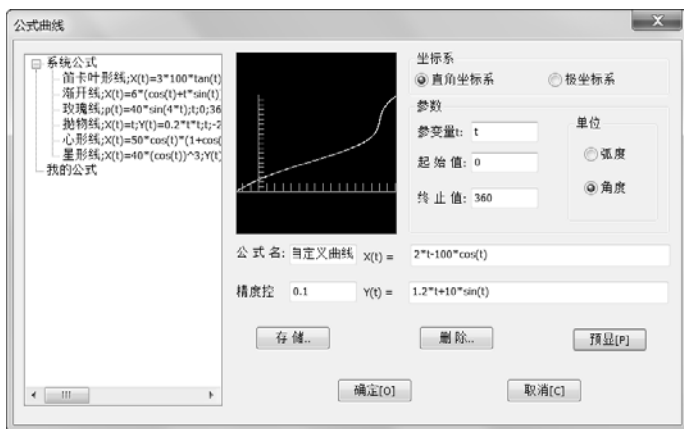 公式曲线
系统公式
笛卡叶形线;X(t)=3*100*tan(t)
渐开线;X(t)=6*(cos(t)+t*sin(t)
玫瑰线;ρ(t)=40*sin(4*t);t;0;36
抛物线;X(t)=t;Y(t)=0.2*t*t;t;-2
心形线;X(t)=50*cos(t)*(1+cos(
星形线;X(t)=40*(cos(t))^3;Y(t)
我的公式
坐标系
直角坐标系 极坐标系
参数
参变量t: t
起始值: 0
终止值: 360
单位
弧度
角度
公式名: 自定义曲线 X(t) = 2*t-100*cos(t)
精度控 0.1 Y(t) = 1.2*t+10*sin(t)
存储.. 删除.. 预显[P]
确定[O] 取消[C]